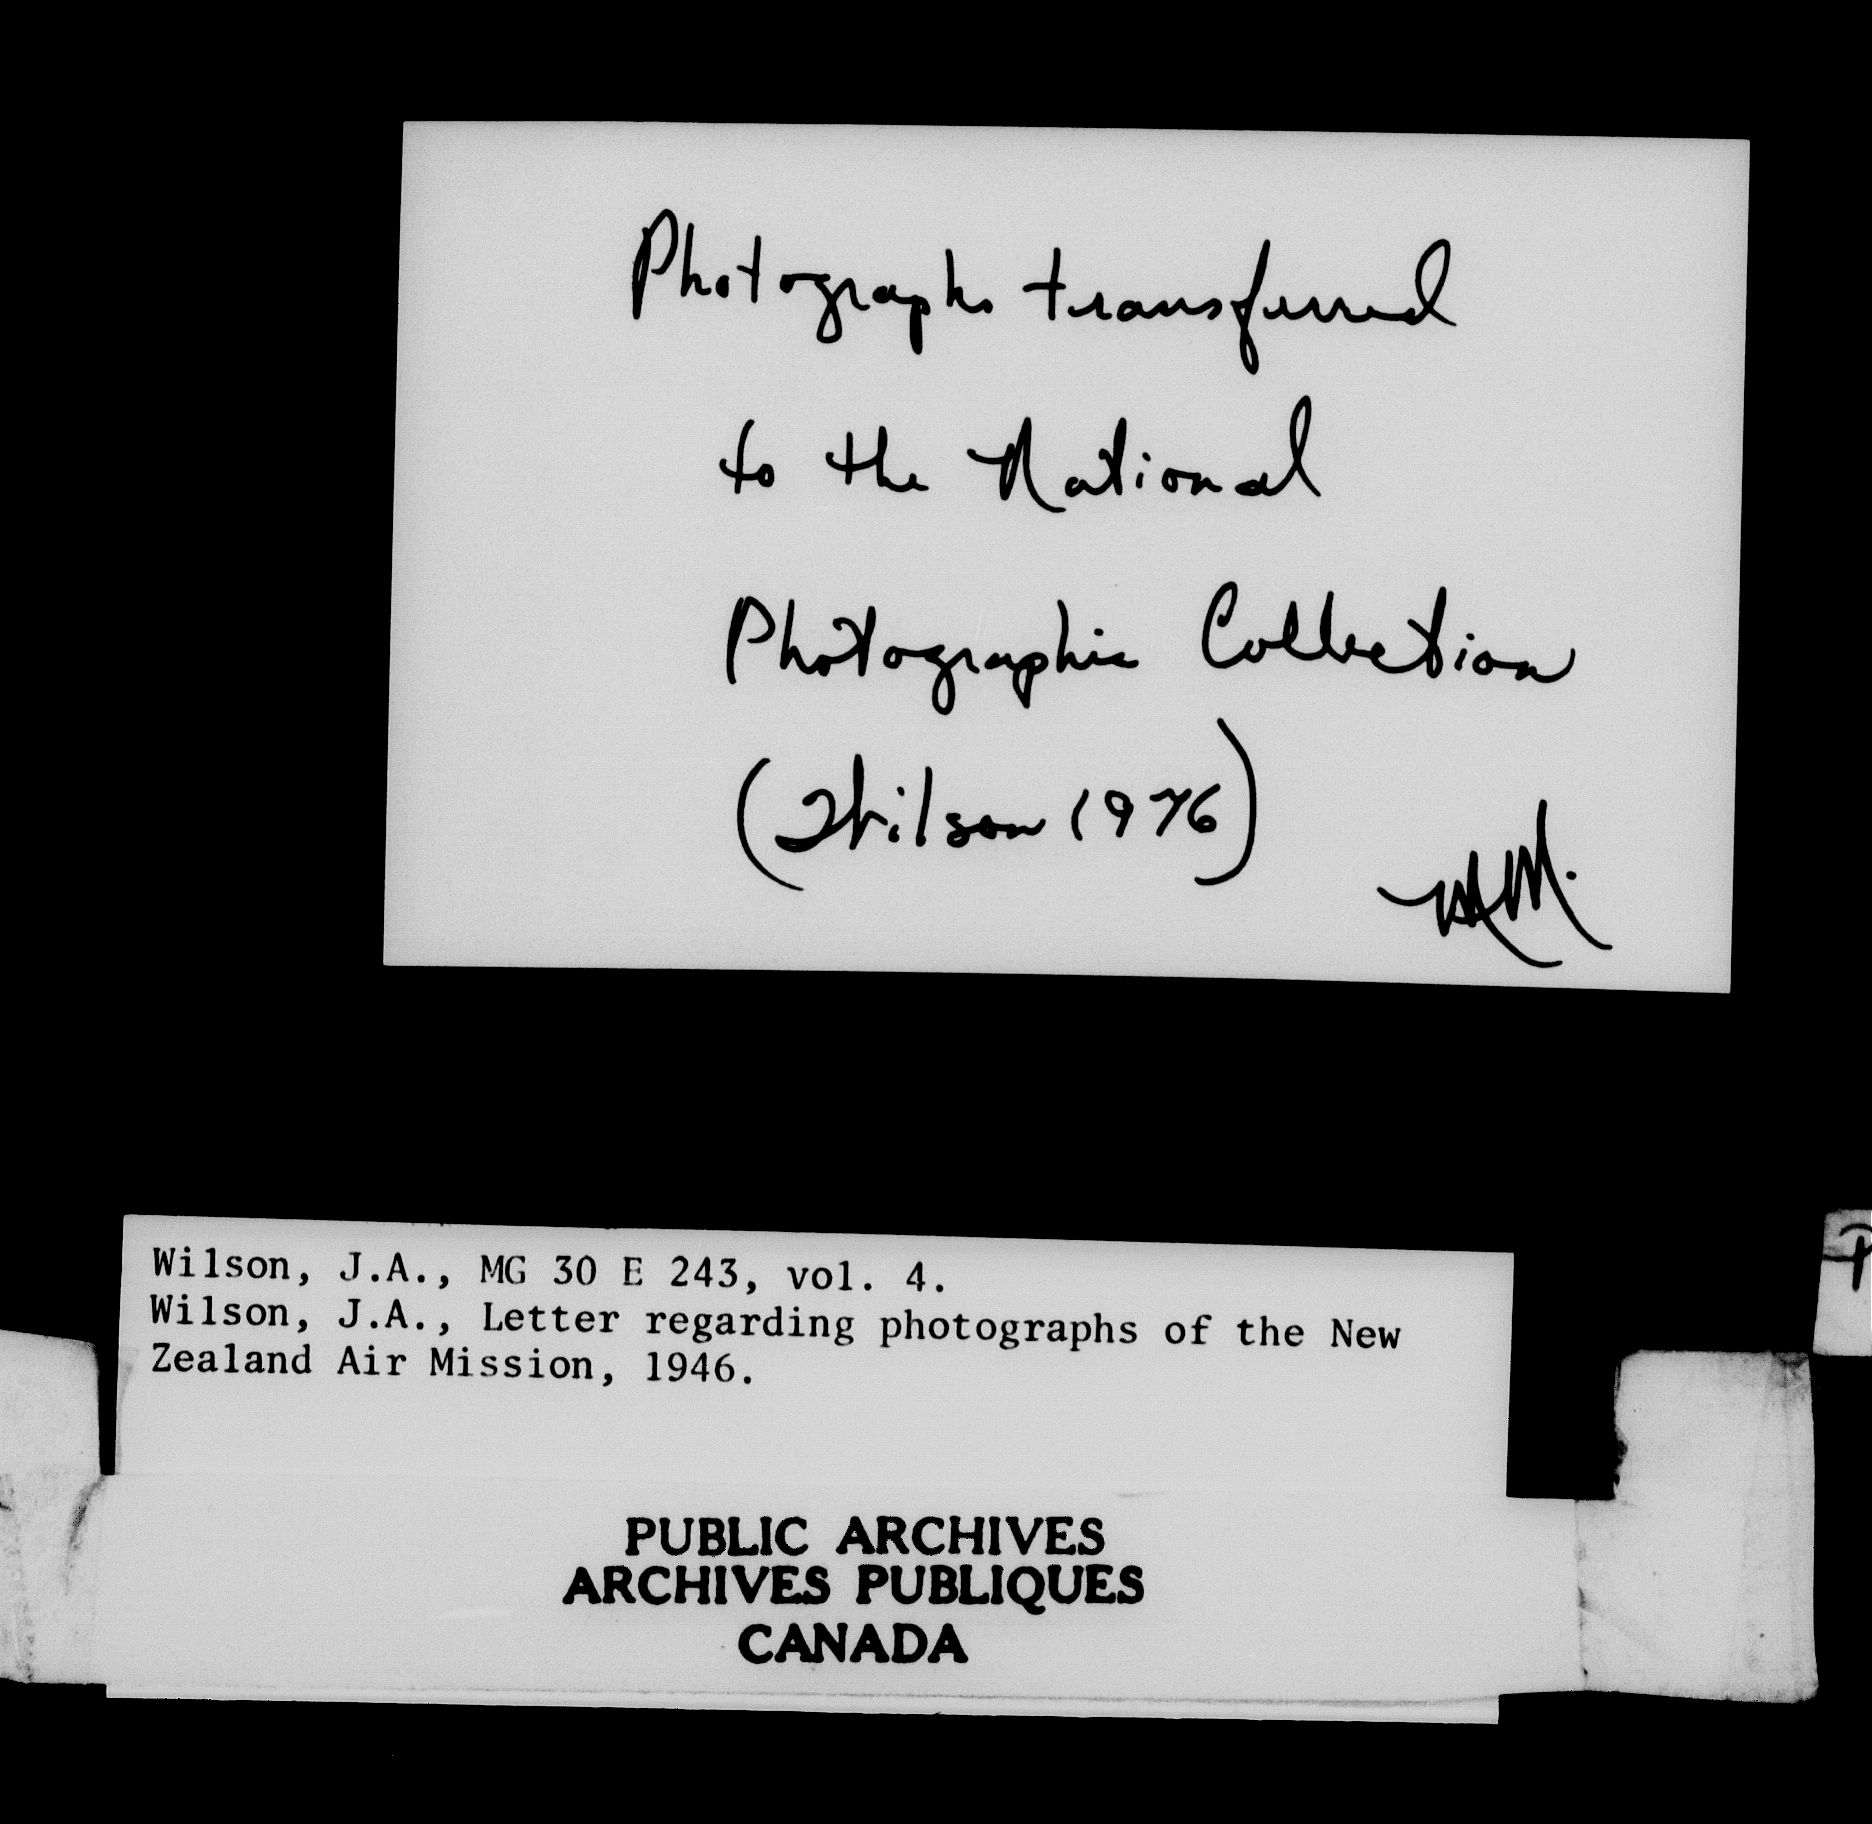 Photographs transferred
to the National
Photographic Collection
(Wilson 1976)
Wilson, J.A., MG 30 E 243, vol. 4.
Wilson, J.A., Letter regarding photographs of the New
Zealand Air Mission, 1946.
PUBLIC ARCHIVES
ARCHIVES PUBLIQUES
CANADA